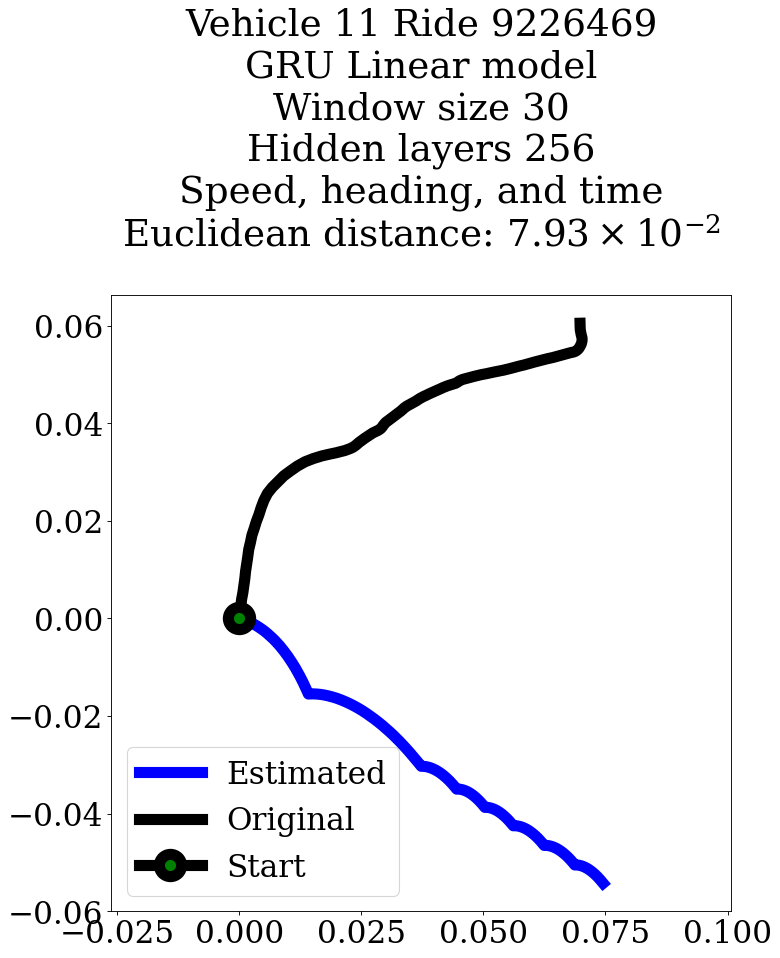 Vehicle 11 Ride 9226469
GRU Linear model
Window size 30
Hidden layers 256
Speed, heading, and time
Euclidean distance: 7.93 × 10⁻²
0.06
0.04
0.02
0.00
−0.02
−0.04
−0.06
Estimated
Original
Start
−0.025 0.000 0.025 0.050 0.075 0.100